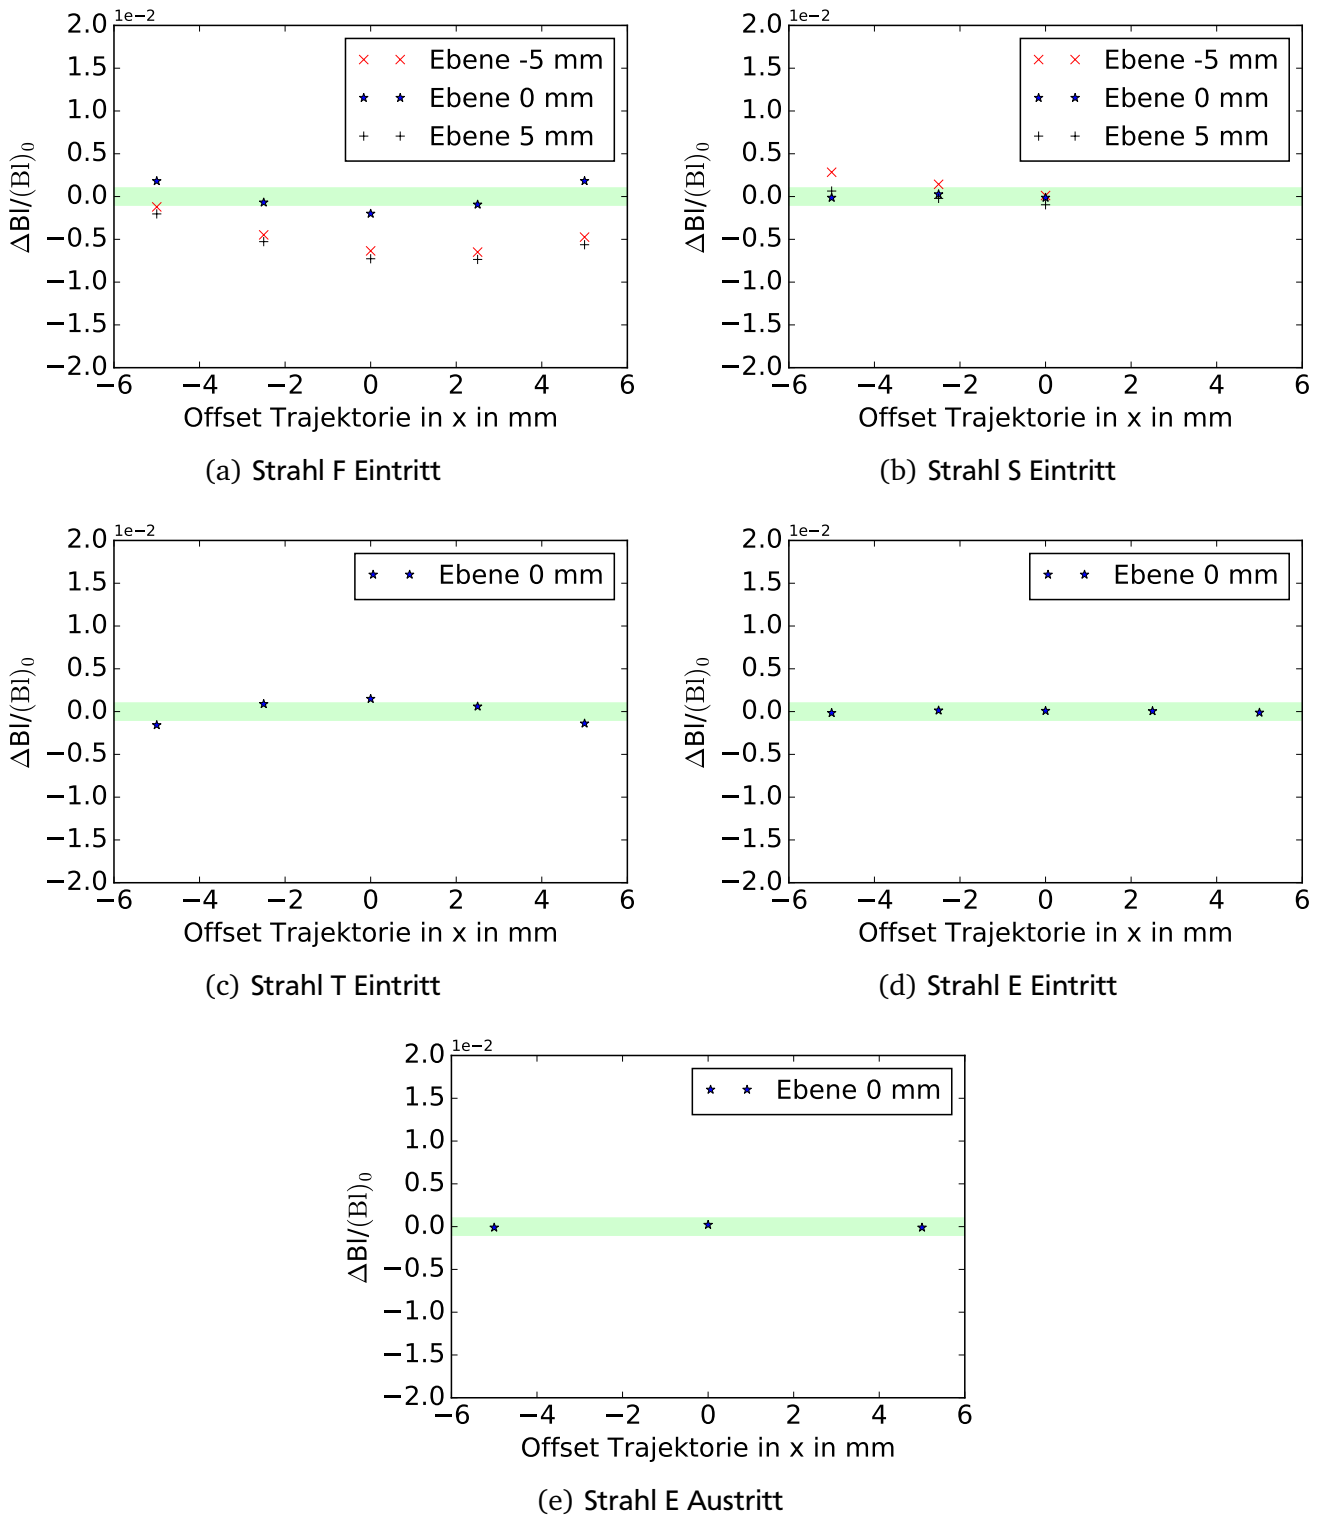 1e−2
2.0
1.5
1.0
0.5
0.0
−0.5
−1.0
−1.5
−2.0
−6 −4 −2 0 2 4 6
ΔBl/(Bl)₀
Offset Trajektorie in x in mm
Ebene -5 mm
Ebene 0 mm
Ebene 5 mm
(a) Strahl F Eintritt
1e−2
2.0
1.5
1.0
0.5
0.0
−0.5
−1.0
−1.5
−2.0
−6 −4 −2 0 2 4 6
ΔBl/(Bl)₀
Offset Trajektorie in x in mm
Ebene -5 mm
Ebene 0 mm
Ebene 5 mm
(b) Strahl S Eintritt
1e−2
2.0
1.5
1.0
0.5
0.0
−0.5
−1.0
−1.5
−2.0
−6 −4 −2 0 2 4 6
ΔBl/(Bl)₀
Offset Trajektorie in x in mm
Ebene 0 mm
(c) Strahl T Eintritt
1e−2
2.0
1.5
1.0
0.5
0.0
−0.5
−1.0
−1.5
−2.0
−6 −4 −2 0 2 4 6
ΔBl/(Bl)₀
Offset Trajektorie in x in mm
Ebene 0 mm
(d) Strahl E Eintritt
1e−2
2.0
1.5
1.0
0.5
0.0
−0.5
−1.0
−1.5
−2.0
−6 −4 −2 0 2 4 6
ΔBl/(Bl)₀
Offset Trajektorie in x in mm
Ebene 0 mm
(e) Strahl E Austritt